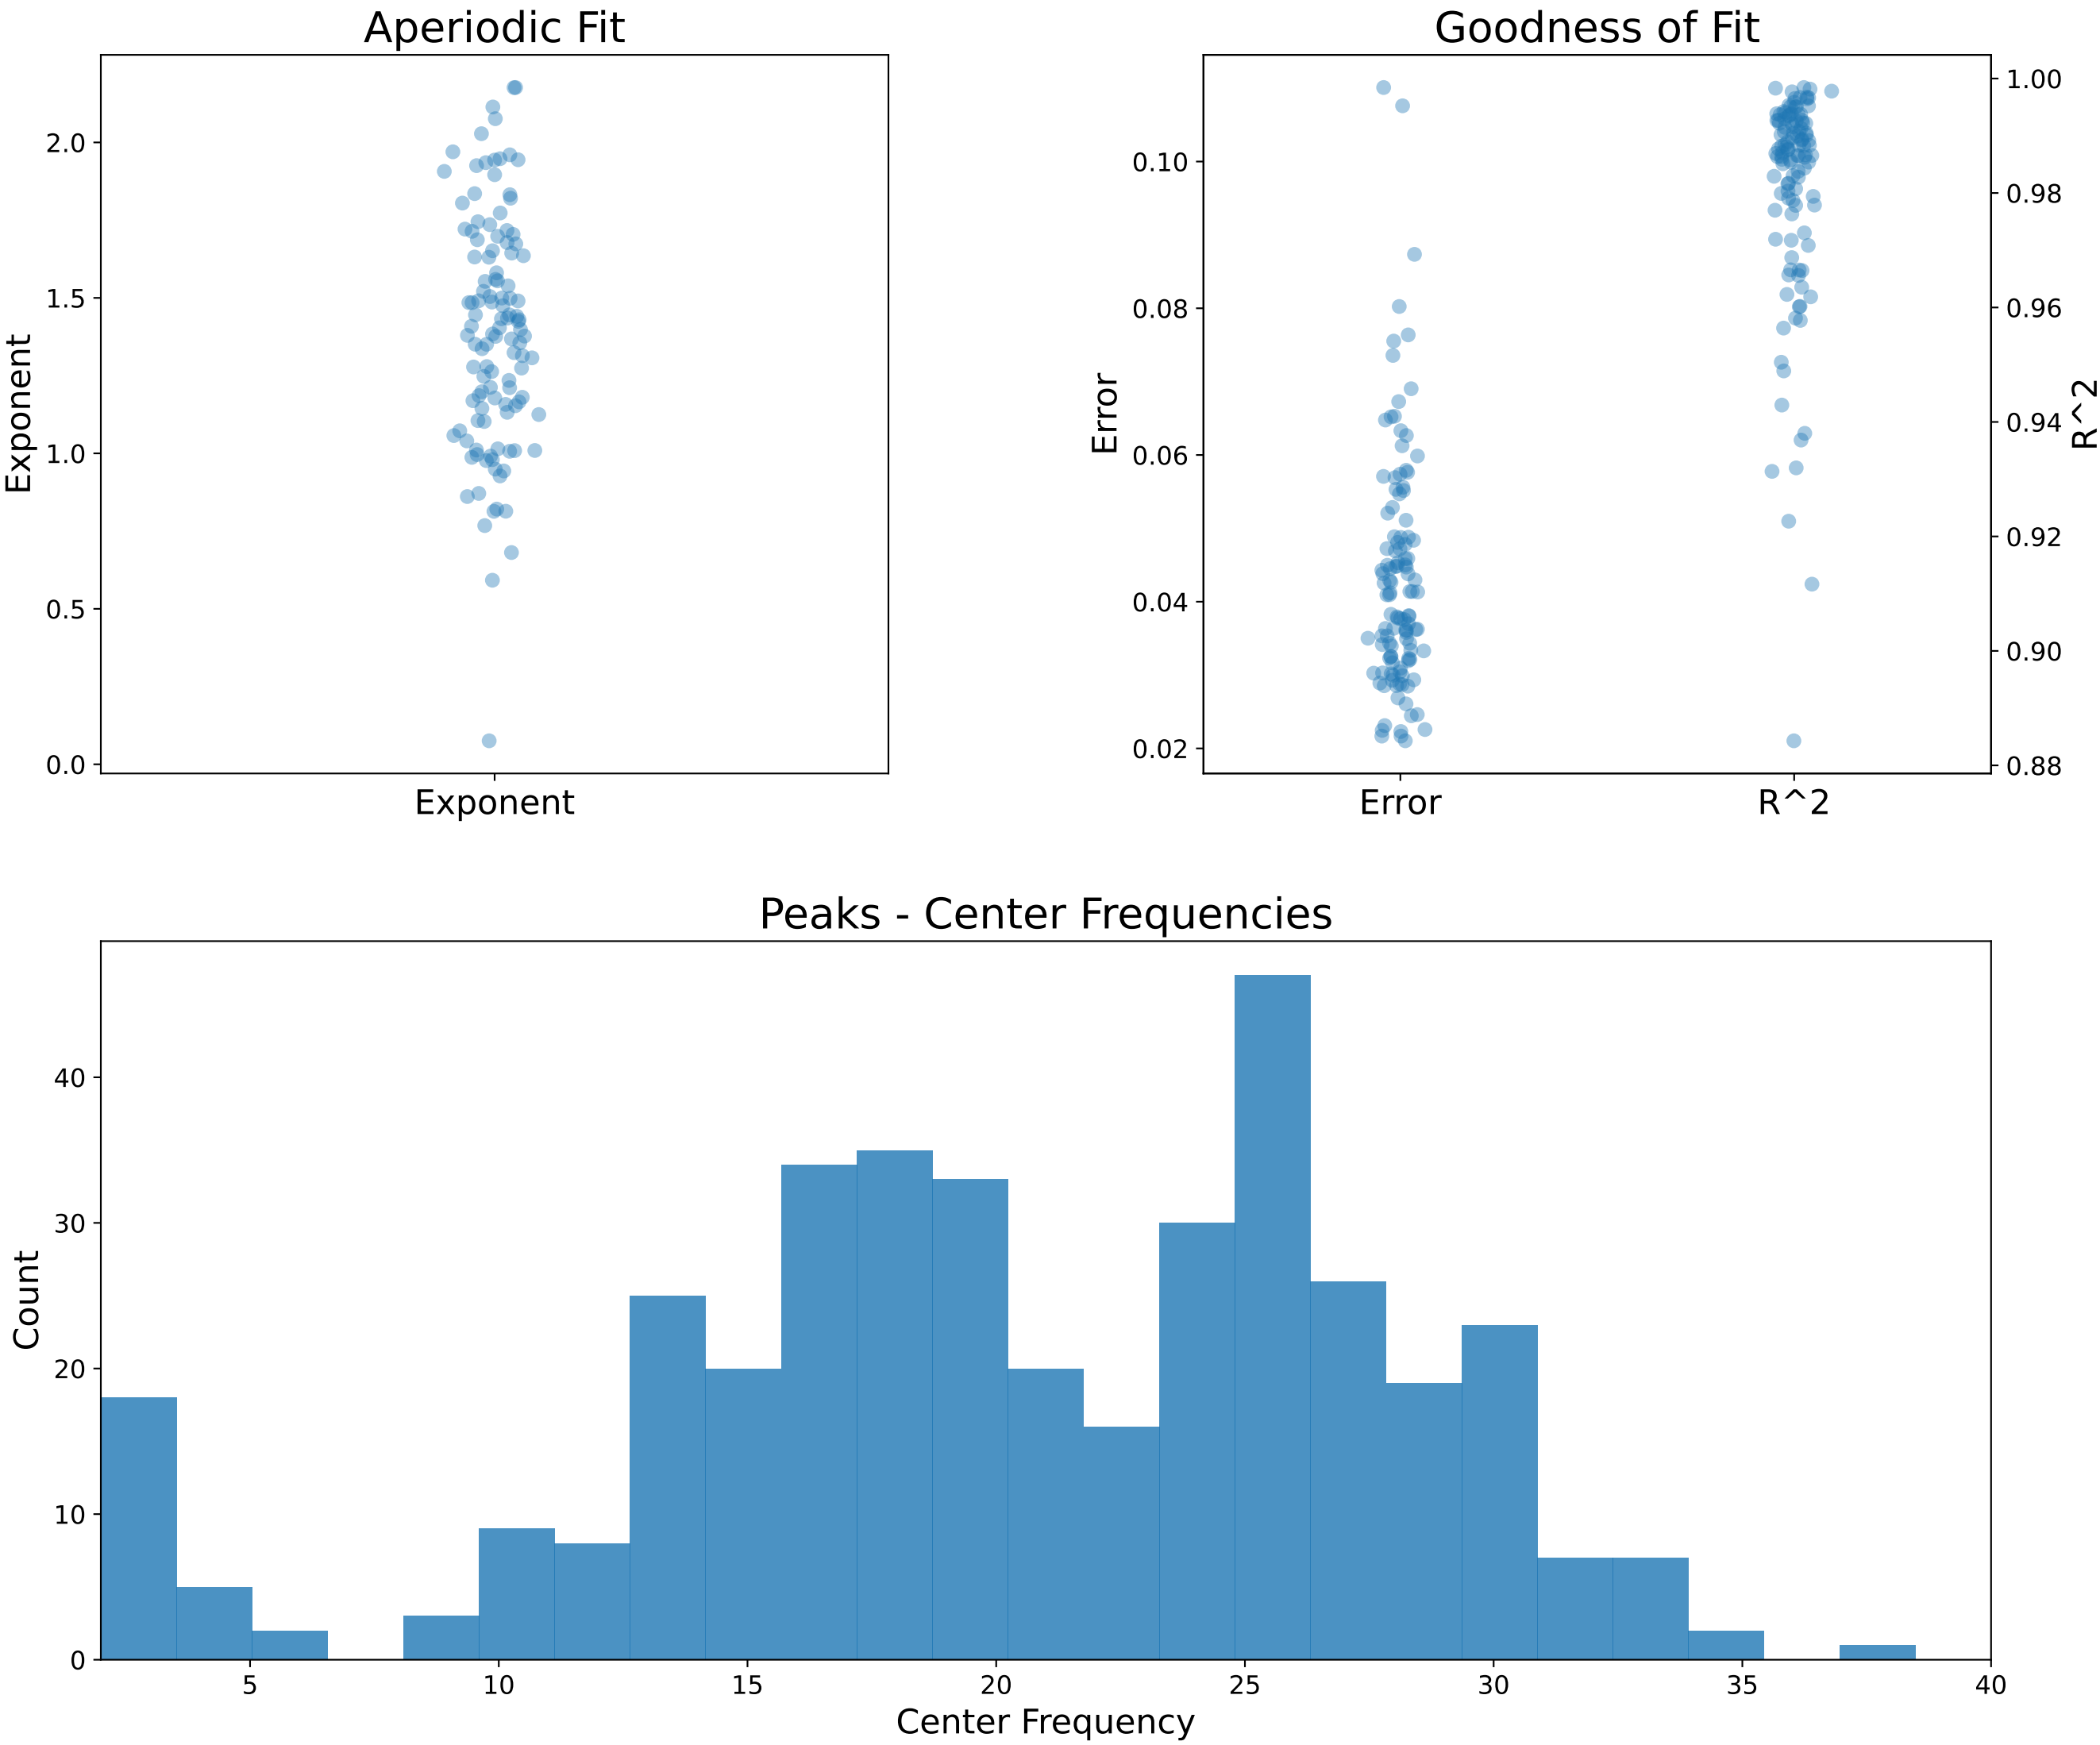 Aperiodic Fit
2.0
1.5
1.0
0.5
0.0
Exponent
Exponent
Goodness of Fit
0.10
0.08
0.06
0.04
0.02
Error
1.00
0.98
0.96
0.94
0.92
0.90
0.88
R^2
Error R^2
Peaks - Center Frequencies
40
30
20
10
0
Count
5 10 15 20 25 30 35 40
Center Frequency